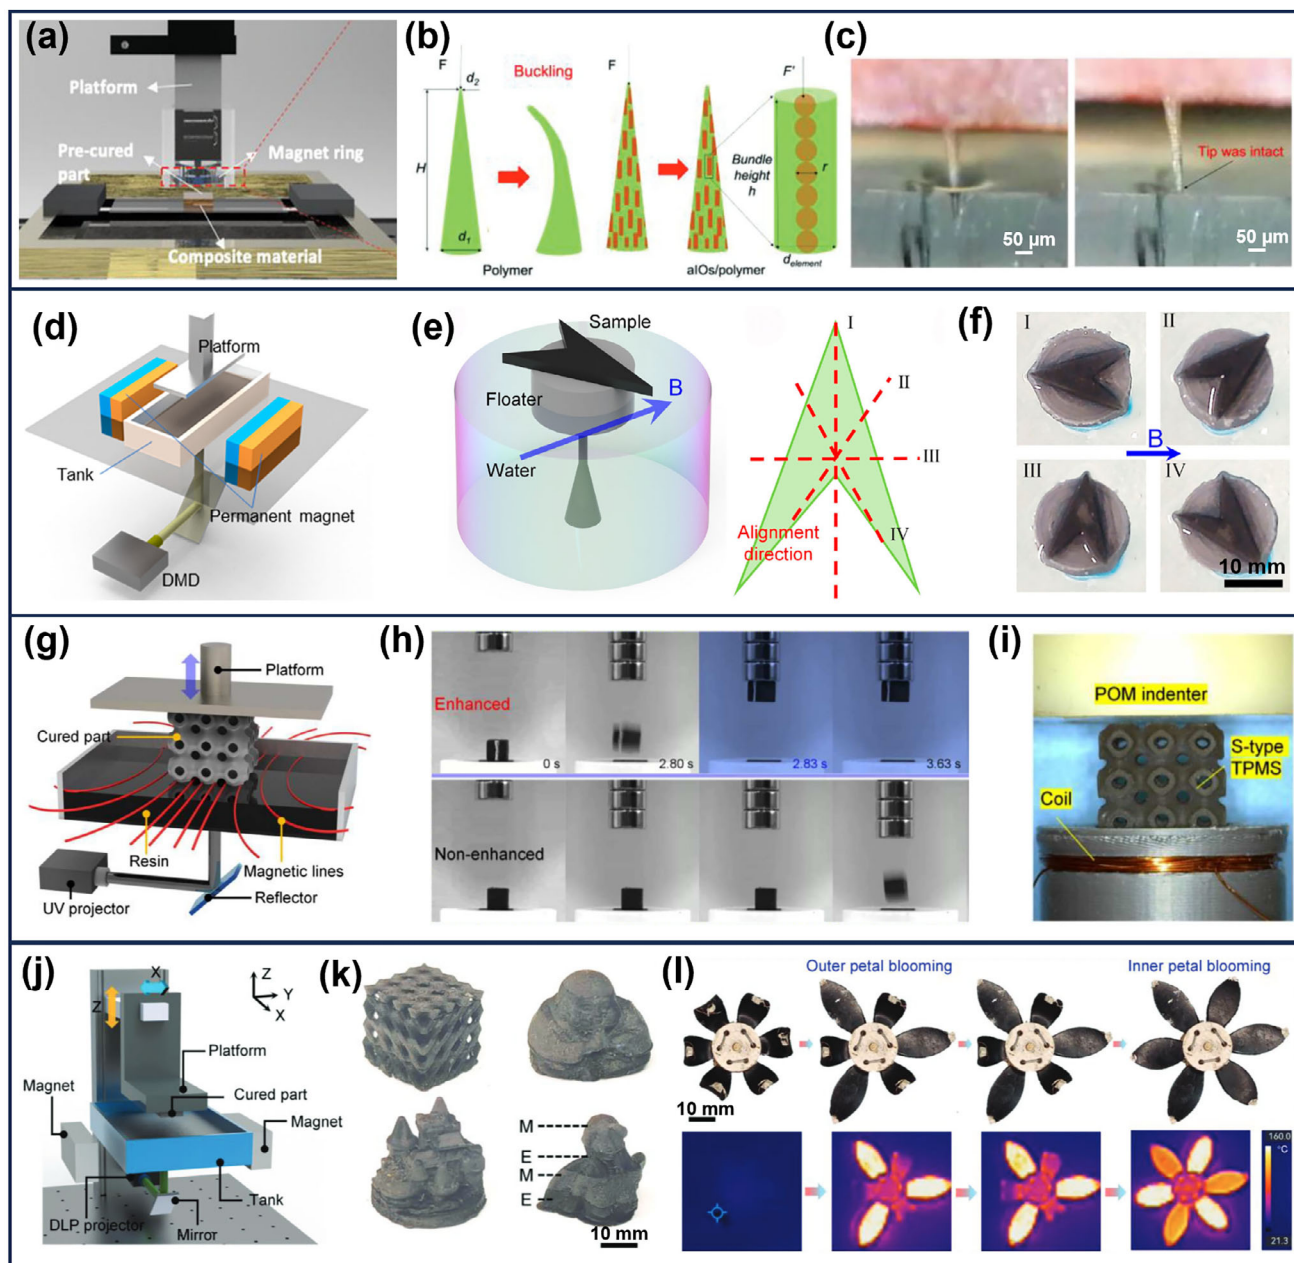 (a)
Platform
Pre-cured
part
Magnet ring
Composite material
(b)
F
d2
Buckling
H
d1
Polymer
F
aIOs/polymer
F'
Bundle
height
h
r
delement
(c)
Tip was intact
50 µm
50 µm
(d)
Platform
Tank
Permanent magnet
DMD
(e)
Sample
B
Floater
Water
I
II
III
IV
Alignment
direction
(f)
I
II
B
III
IV
10 mm
(g)
Platform
Cured part
Resin
Magnetic lines
UV projector
Reflector
(h)
Enhanced
0 s
2.80 s
2.83 s
3.63 s
Non-enhanced
(i)
POM indenter
S-type
TPMS
Coil
(j)
X
Z
Z
Y
X
Platform
Magnet
Cured part
Magnet
Tank
DLP projector
Mirror
(k)
M
E
M
E
10 mm
(l)
Outer petal blooming
Inner petal blooming
10 mm
160.0
°C
21.3